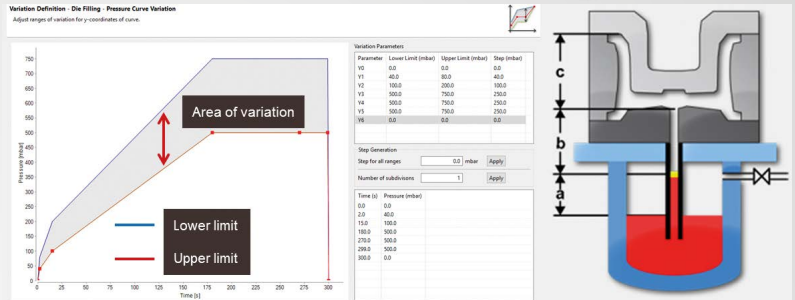 Variation Definition - Die Filling - Pressure Curve Variation
Adjust ranges of variation for y-coordinates of curve.
750
700
650
600
550
500
450
400
350
300
250
200
150
100
50
0
Pressure [mbar]
0 25 50 75 100 125 150 175 200 225 250 275 300
Time [s]
Area of variation
Lower limit
Upper limit
Variation Parameters
Parameter Lower Limit (mbar) Upper Limit (mbar) Step (mbar)
Y0 0.0 0.0 0.0
Y1 40.0 80.0 40.0
Y2 100.0 200.0 100.0
Y3 500.0 750.0 250.0
Y4 500.0 750.0 250.0
Y5 500.0 750.0 250.0
Y6 0.0 0.0 0.0
Step Generation
Step for all ranges 0.0 mbar Apply
Number of subdivisons 1 Apply
Time (s) Pressure (mbar)
0.0 0.0
2.0 40.0
15.0 100.0
180.0 500.0
270.0 500.0
299.0 500.0
300.0 0.0
c
b
a